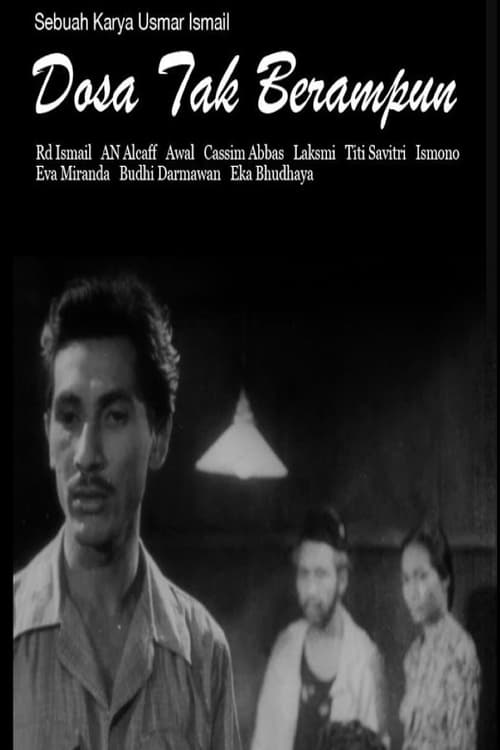 Sebuah Karya Usmar Ismail
Dosa Tak Berampun
Rd Ismail AN Alcaff Awal Cassim Abbas Laksmi Titi Savitri Ismono
Eva Miranda Budhi Darmawan Eka Bhudhaya